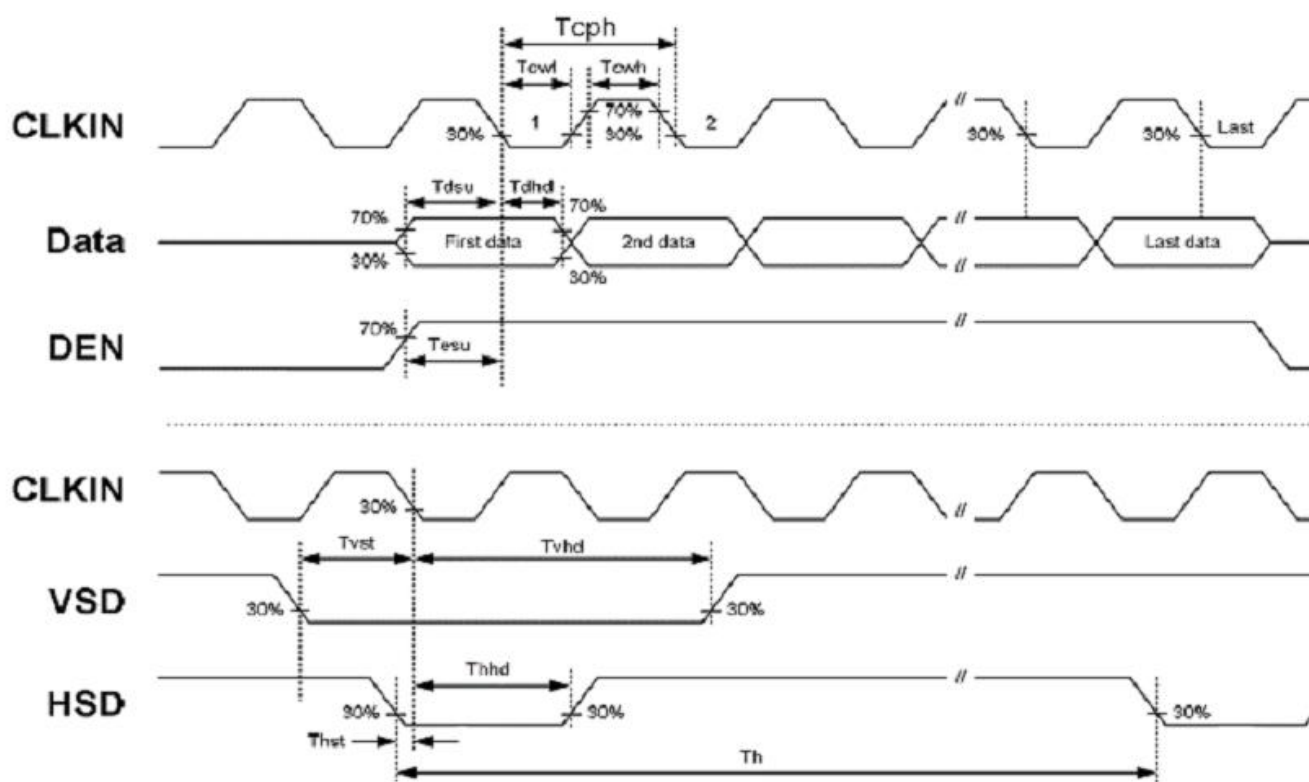 Tcph
Tcwl Tcwh
CLKIN 30% 1 70% 30% 2 30% 30% Last
Tdsu Tdhd
70% 70%
Data First data 2nd data Last data
30% 30%
DEN 70%
Tesu
CLKIN 30%
Tvst Tvhd
VSD 30% 30%
Thhd
HSD 30% 30% 30%
Thst
Th